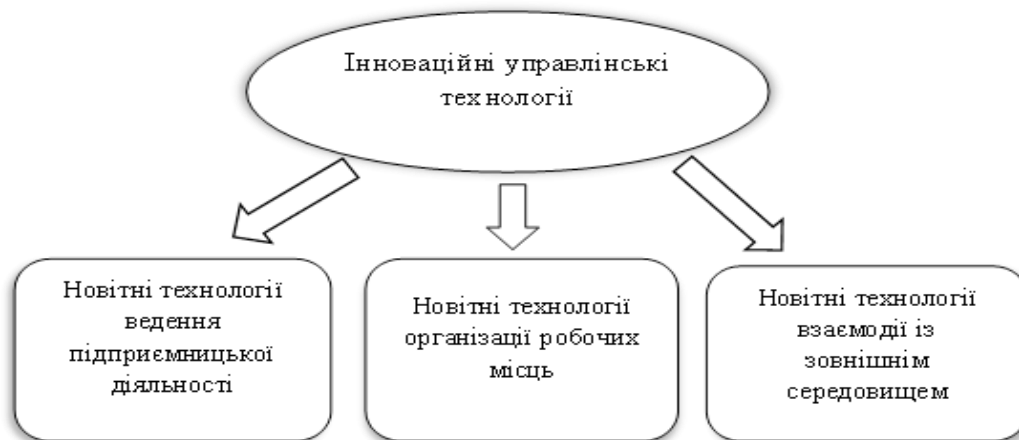 Інноваційні управлінські
технології
Новітні технології
ведення
підприємницької
діяльності
Новітні технології
організації робочих
місць
Новітні технології
взаємодії із
зовнішнім
середовищем